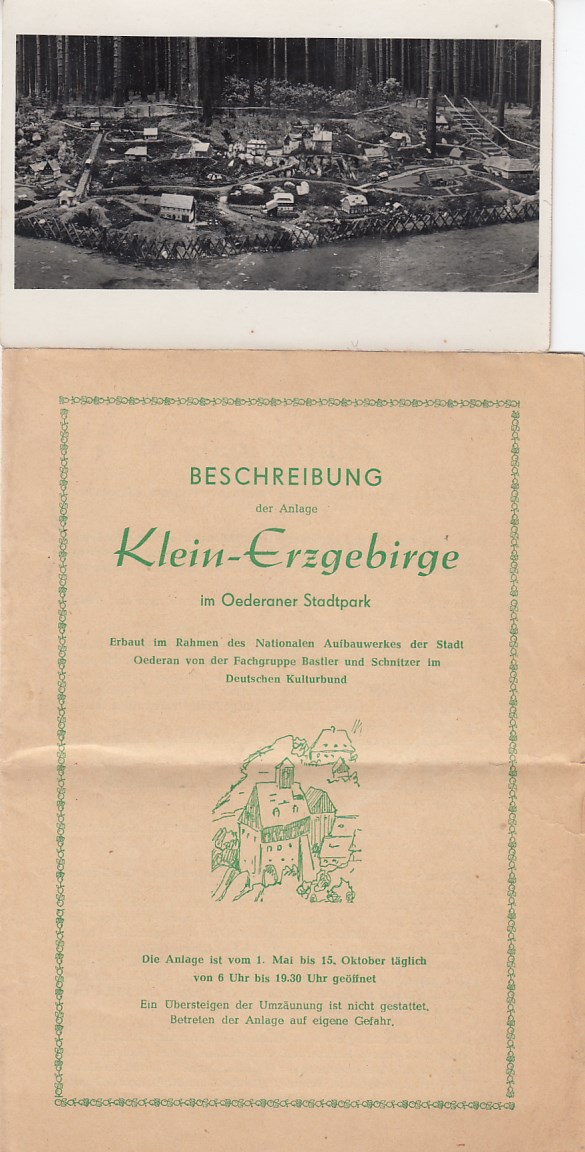 BESCHREIBUNG
der Anlage
Klein-Erzgebirge
im Oederaner Stadtpark
Erbaut im Rahmen des Nationalen Aufbauwerkes der Stadt
Oederan von der Fachgruppe Bastler und Schnitzer im
Deutschen Kulturbund
Die Anlage ist vom 1. Mai bis 15. Oktober täglich
von 6 Uhr bis 19.30 Uhr geöffnet
Ein Übersteigen der Umzäunung ist nicht gestattet.
Betreten der Anlage auf eigene Gefahr.